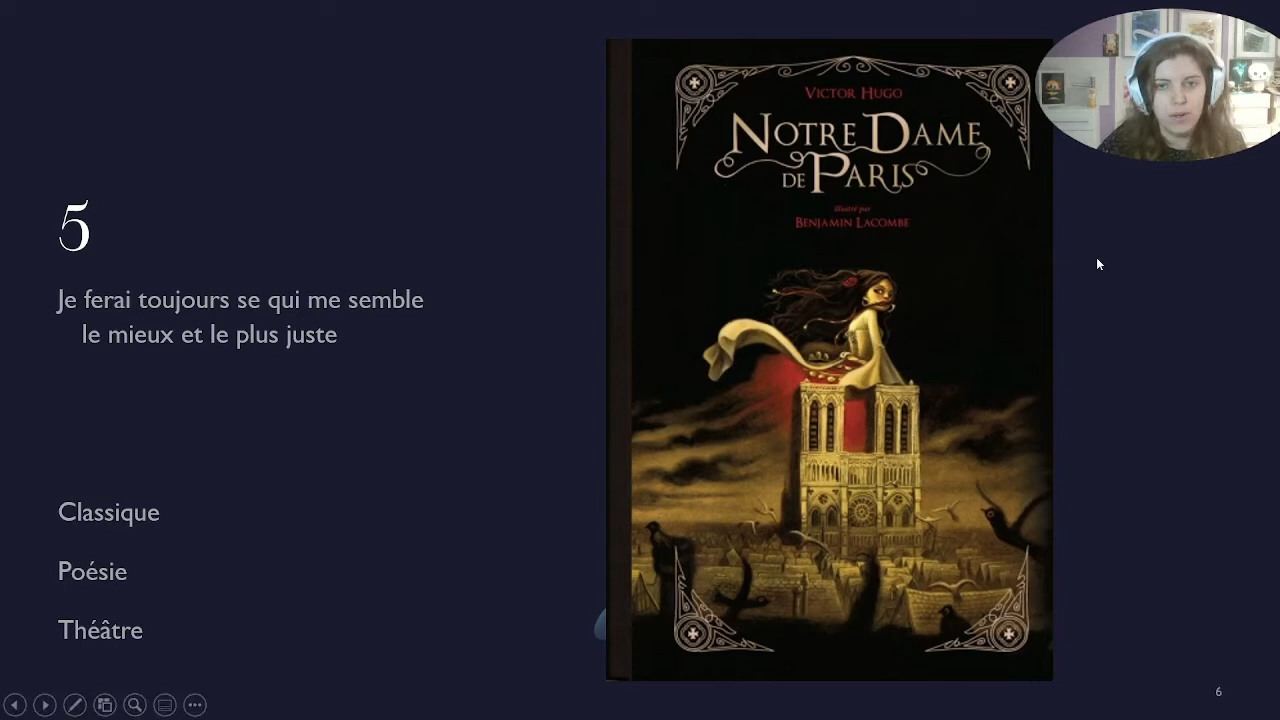 5
Je ferai toujours se qui me semble
le mieux et le plus juste
Classique
Poésie
Théâtre
VICTOR HUGO
NOTRE DAME
DE PARIS
illustré par
BENJAMIN LACOMBE
6